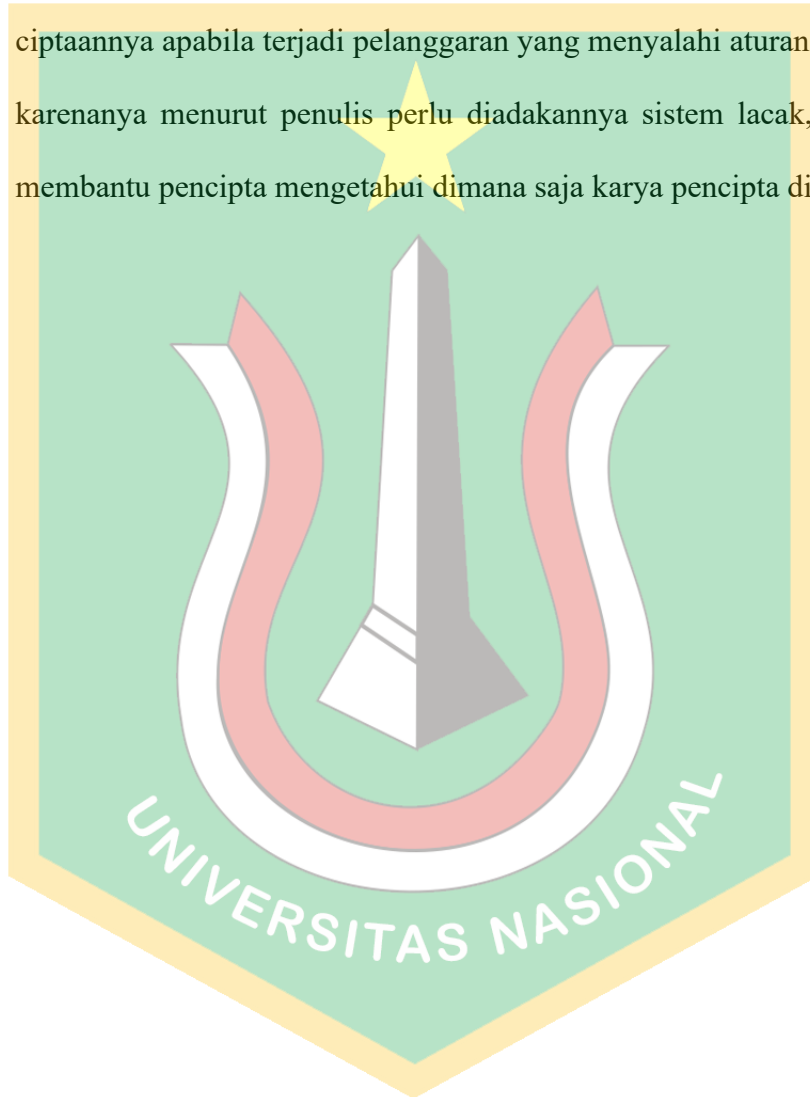 ciptaannya apabila terjadi pelanggaran yang menyalahi aturan
karenanya menurut penulis perlu diadakannya sistem lacak,
membantu pencipta mengetahui dimana saja karya pencipta di
UNIVERSITAS NASIONAL